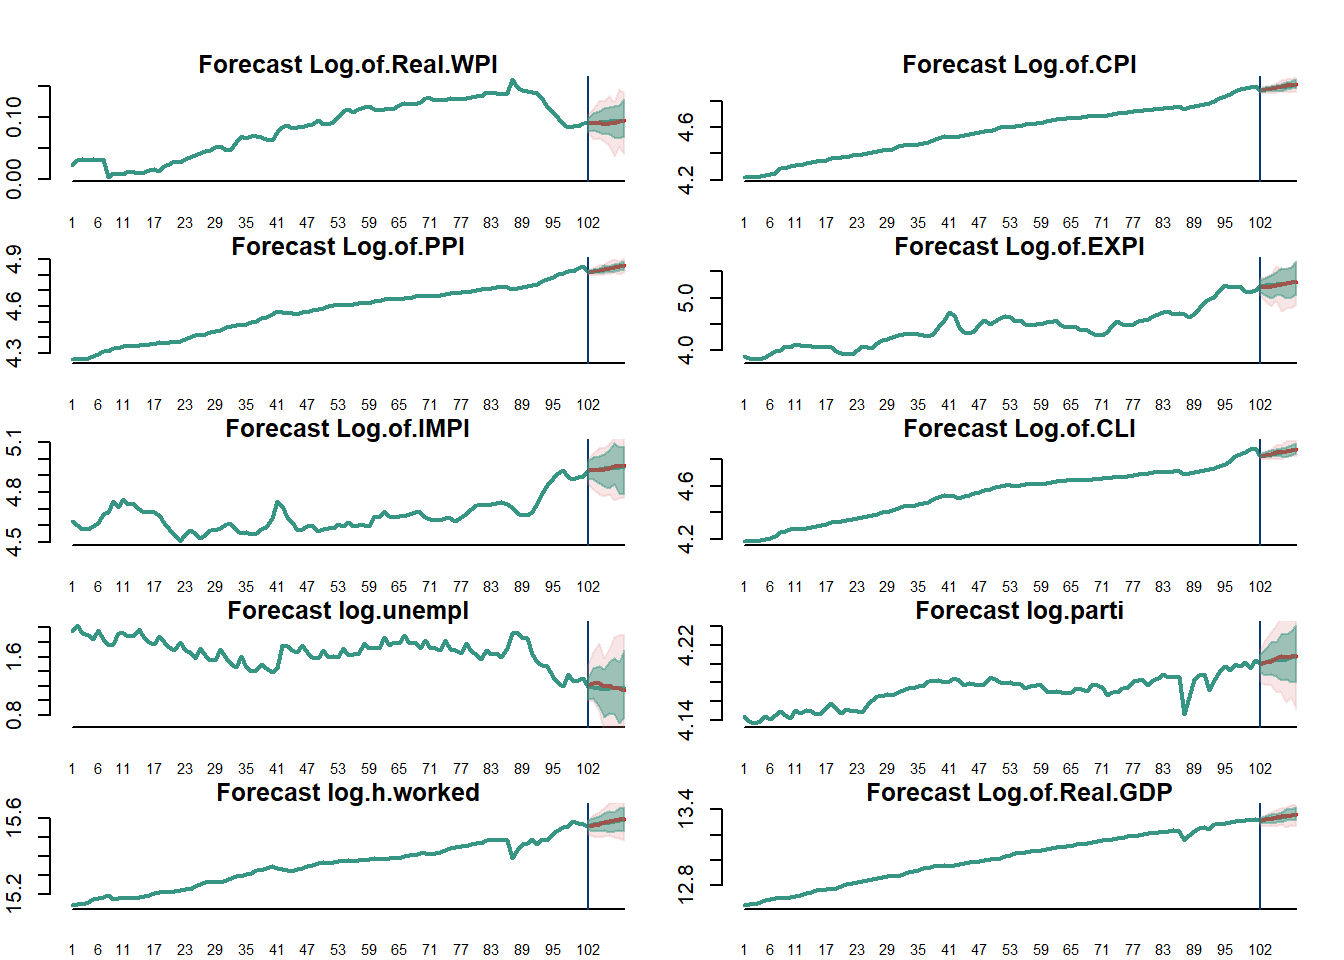 Forecast Log.of.Real.WPI
0.10
0.00
1 6 11 17 23 29 35 41 47 53 59 65 71 77 83 89 95 102
Forecast Log.of.CPI
4.6
4.2
1 6 11 17 23 29 35 41 47 53 59 65 71 77 83 89 95 102
Forecast Log.of.PPI
4.9
4.6
4.3
1 6 11 17 23 29 35 41 47 53 59 65 71 77 83 89 95 102
Forecast Log.of.EXPI
5.0
4.0
1 6 11 17 23 29 35 41 47 53 59 65 71 77 83 89 95 102
Forecast Log.of.IMPI
5.1
4.8
4.5
1 6 11 17 23 29 35 41 47 53 59 65 71 77 83 89 95 102
Forecast Log.of.CLI
4.6
4.2
1 6 11 17 23 29 35 41 47 53 59 65 71 77 83 89 95 102
Forecast log.unempl
1.6
0.8
1 6 11 17 23 29 35 41 47 53 59 65 71 77 83 89 95 102
Forecast log.parti
4.22
4.14
1 6 11 17 23 29 35 41 47 53 59 65 71 77 83 89 95 102
Forecast log.h.worked
15.6
15.2
1 6 11 17 23 29 35 41 47 53 59 65 71 77 83 89 95 102
Forecast Log.of.Real.GDP
13.4
12.8
1 6 11 17 23 29 35 41 47 53 59 65 71 77 83 89 95 102